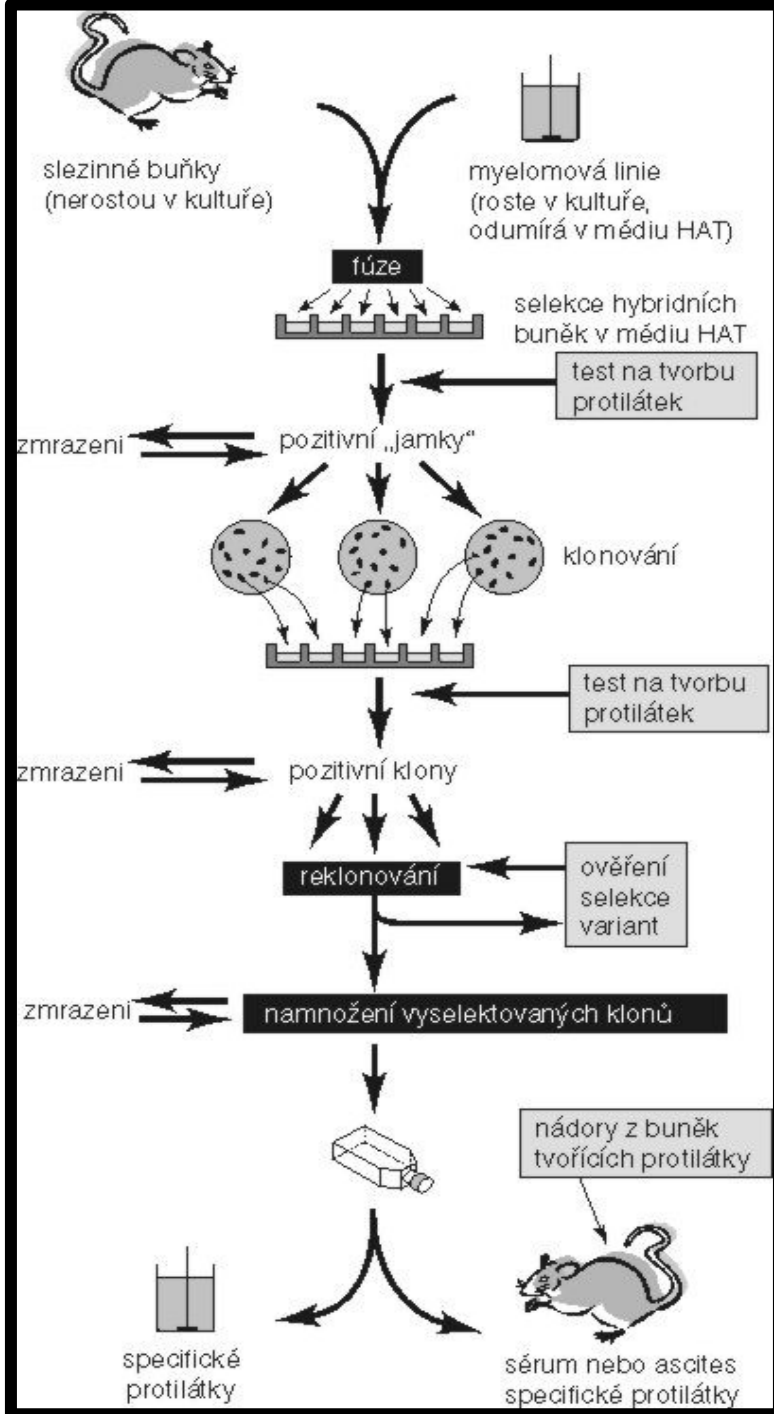 slezinné buňky
(nerostou v kultuře)
myelomová linie
(roste v kultuře,
odumírá v médiu HAT)
fúze
selekce hybridních
buněk v médiu HAT
test na tvorbu
protilátek
zmrazeni
pozitivní „jamky“
klonování
test na tvorbu
protilátek
zmrazeni
pozitivní klony
reklonování
ověření
selekce
variant
zmrazeni
namnožení vyselektovaných klonů
nádory z buněk
tvořících protilátky
specifické
protilátky
sérum nebo ascites
specifické protilátky